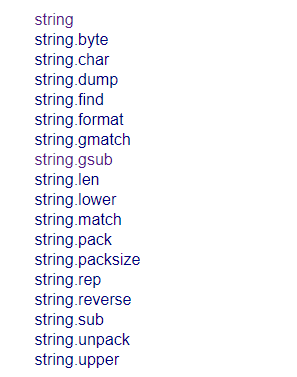 string
string.byte
string.char
string.dump
string.find
string.format
string.gmatch
string.gsub
string.len
string.lower
string.match
string.pack
string.packsize
string.rep
string.reverse
string.sub
string.unpack
string.upper